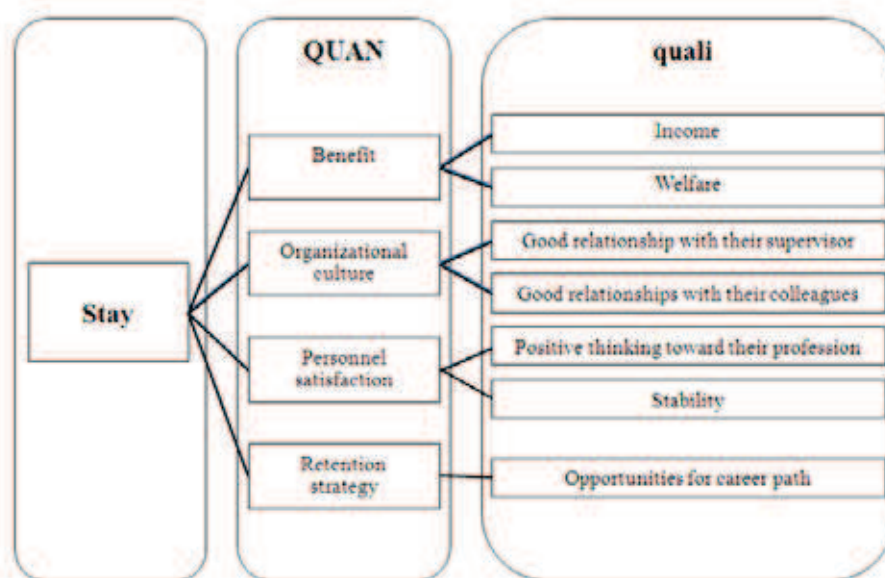 QUAN
quali
Stay
Benefit
Organizational
culture
Personnel
satisfaction
Retention
strategy
Income
Welfare
Good relationship with their supervisor
Good relationships with their colleagues
Positive thinking toward their profession
Stability
Opportunities for career path